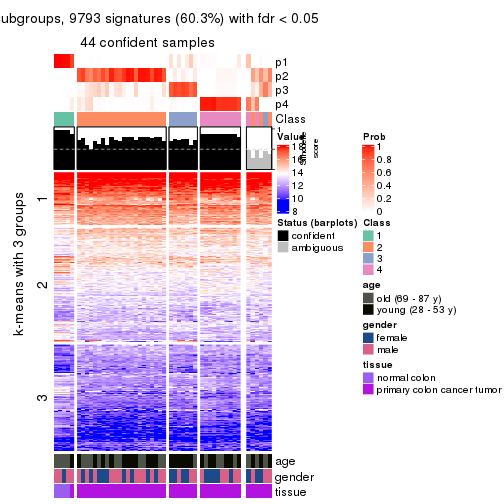 ubgroups, 9793 signatures (60.3%) with fdr < 0.05
44 confident samples
p1
p2
p3
p4
Class
1
Silhouette
score
k-means with 3 groups
1
2
3
Value
16
14
12
10
8
Status (barplots)
confident
ambiguous
Prob
1
0.8
0.6
0.4
0.2
0
Class
1
2
3
4
age
old (69 - 87 y)
young (28 - 53 y)
gender
female
male
tissue
normal colon
primary colon cancer tumor
age
gender
tissue